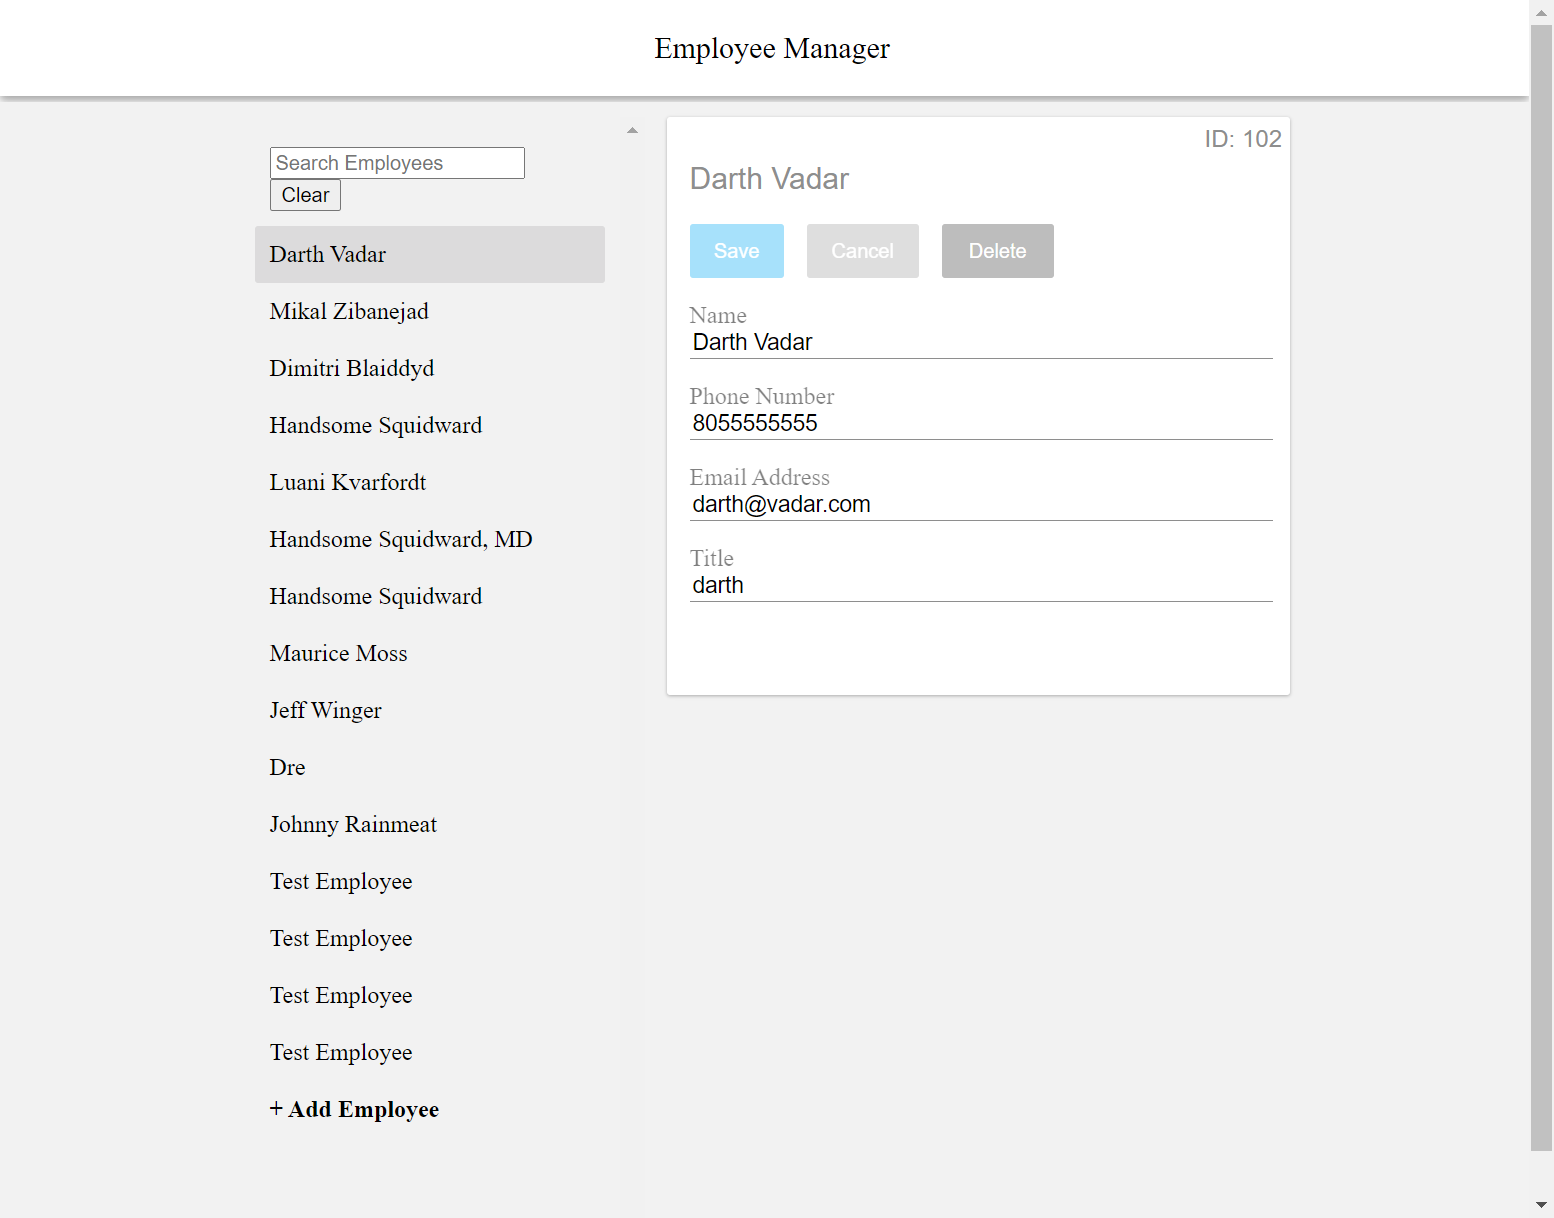 Employee Manager
Search Employees
Clear
Darth Vadar
Mikal Zibanejad
Dimitri Blaiddyd
Handsome Squidward
Luani Kvarfordt
Handsome Squidward, MD
Handsome Squidward
Maurice Moss
Jeff Winger
Dre
Johnny Rainmeat
Test Employee
Test Employee
Test Employee
Test Employee
+ Add Employee
ID: 102
Darth Vadar
Save Cancel Delete
Name
Darth Vadar
Phone Number
8055555555
Email Address
darth@vadar.com
Title
darth